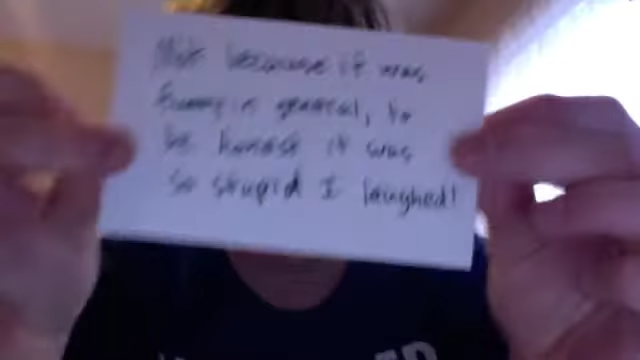 Not because it was
funny in general, to
be honest it was
so stupid I laughed!